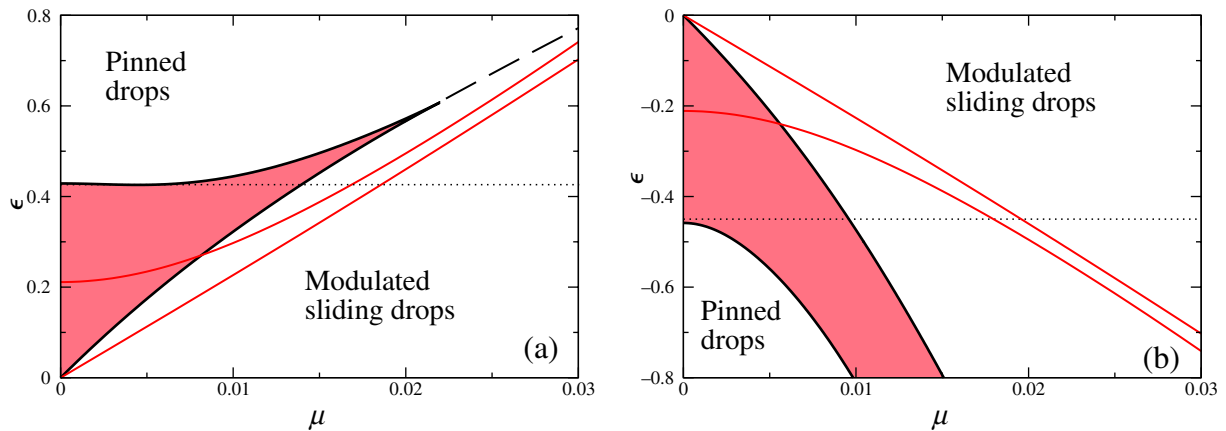 0.8
0.6
0.4
0.2
0
ϵ
Pinned
drops
Modulated
sliding drops
(a)
0
0.01
0.02
0.03
μ
0
-0.2
-0.4
-0.6
-0.8
ϵ
Modulated
sliding drops
Pinned
drops
(b)
0
0.01
0.02
0.03
μ